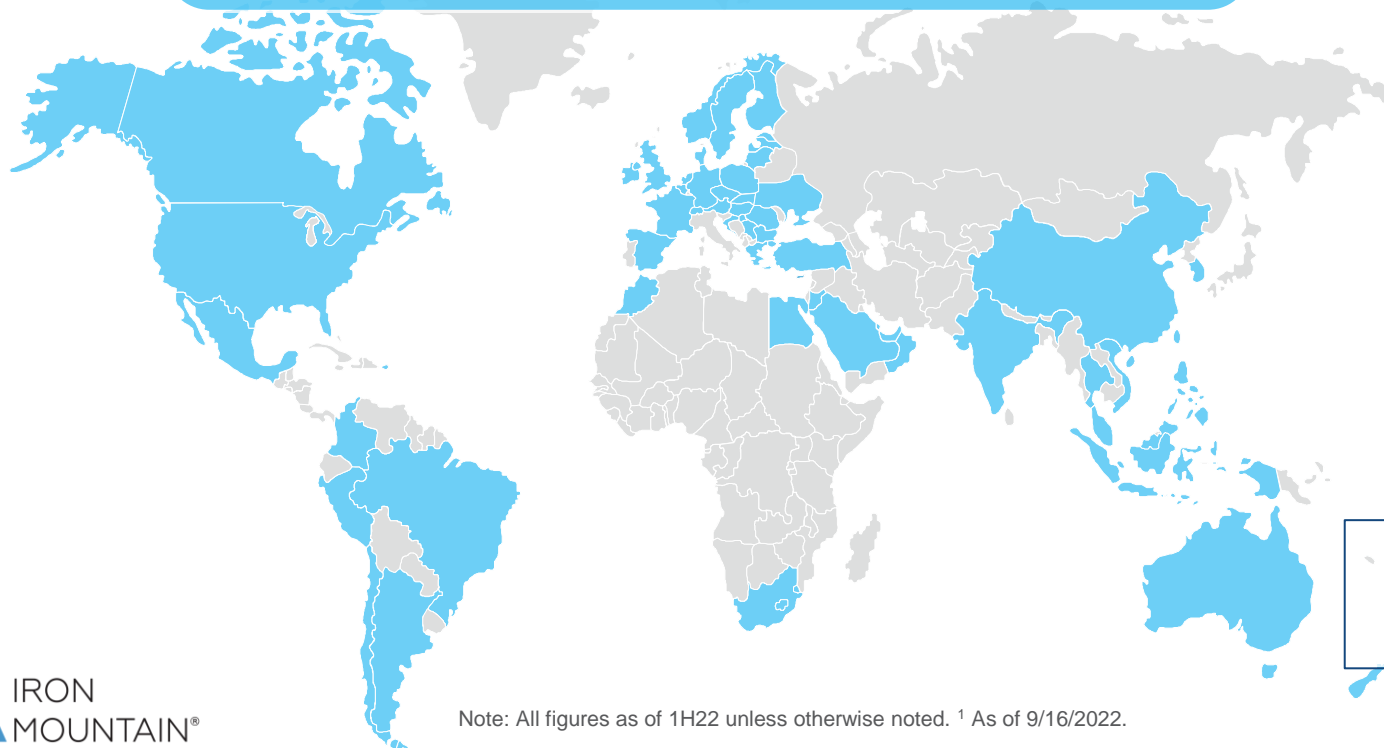 IRON
MOUNTAIN®
Note: All figures as of 1H22 unless otherwise noted. ¹ As of 9/16/2022.